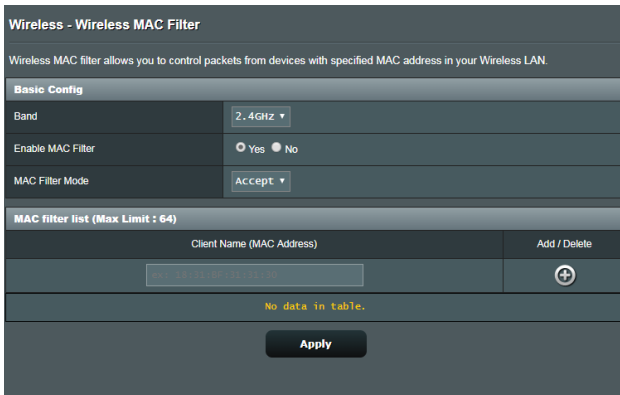 Wireless - Wireless MAC Filter
Wireless MAC filter allows you to control packets from devices with specified MAC address in your Wireless LAN.
Basic Config
Band 2.4GHz
Enable MAC Filter Yes No
MAC Filter Mode Accept
MAC filter list (Max Limit : 64)
Client Name (MAC Address) Add / Delete
ex:
No data in table.
Apply